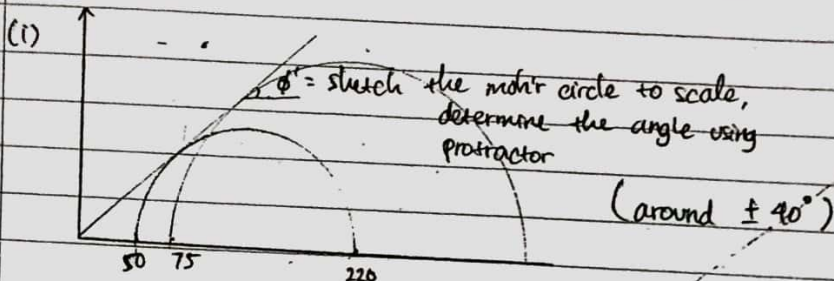 (i)
ϕ' = sketch the mohr circle to scale,
determine the angle using
protractor
(around ± 40°)
50 75 220